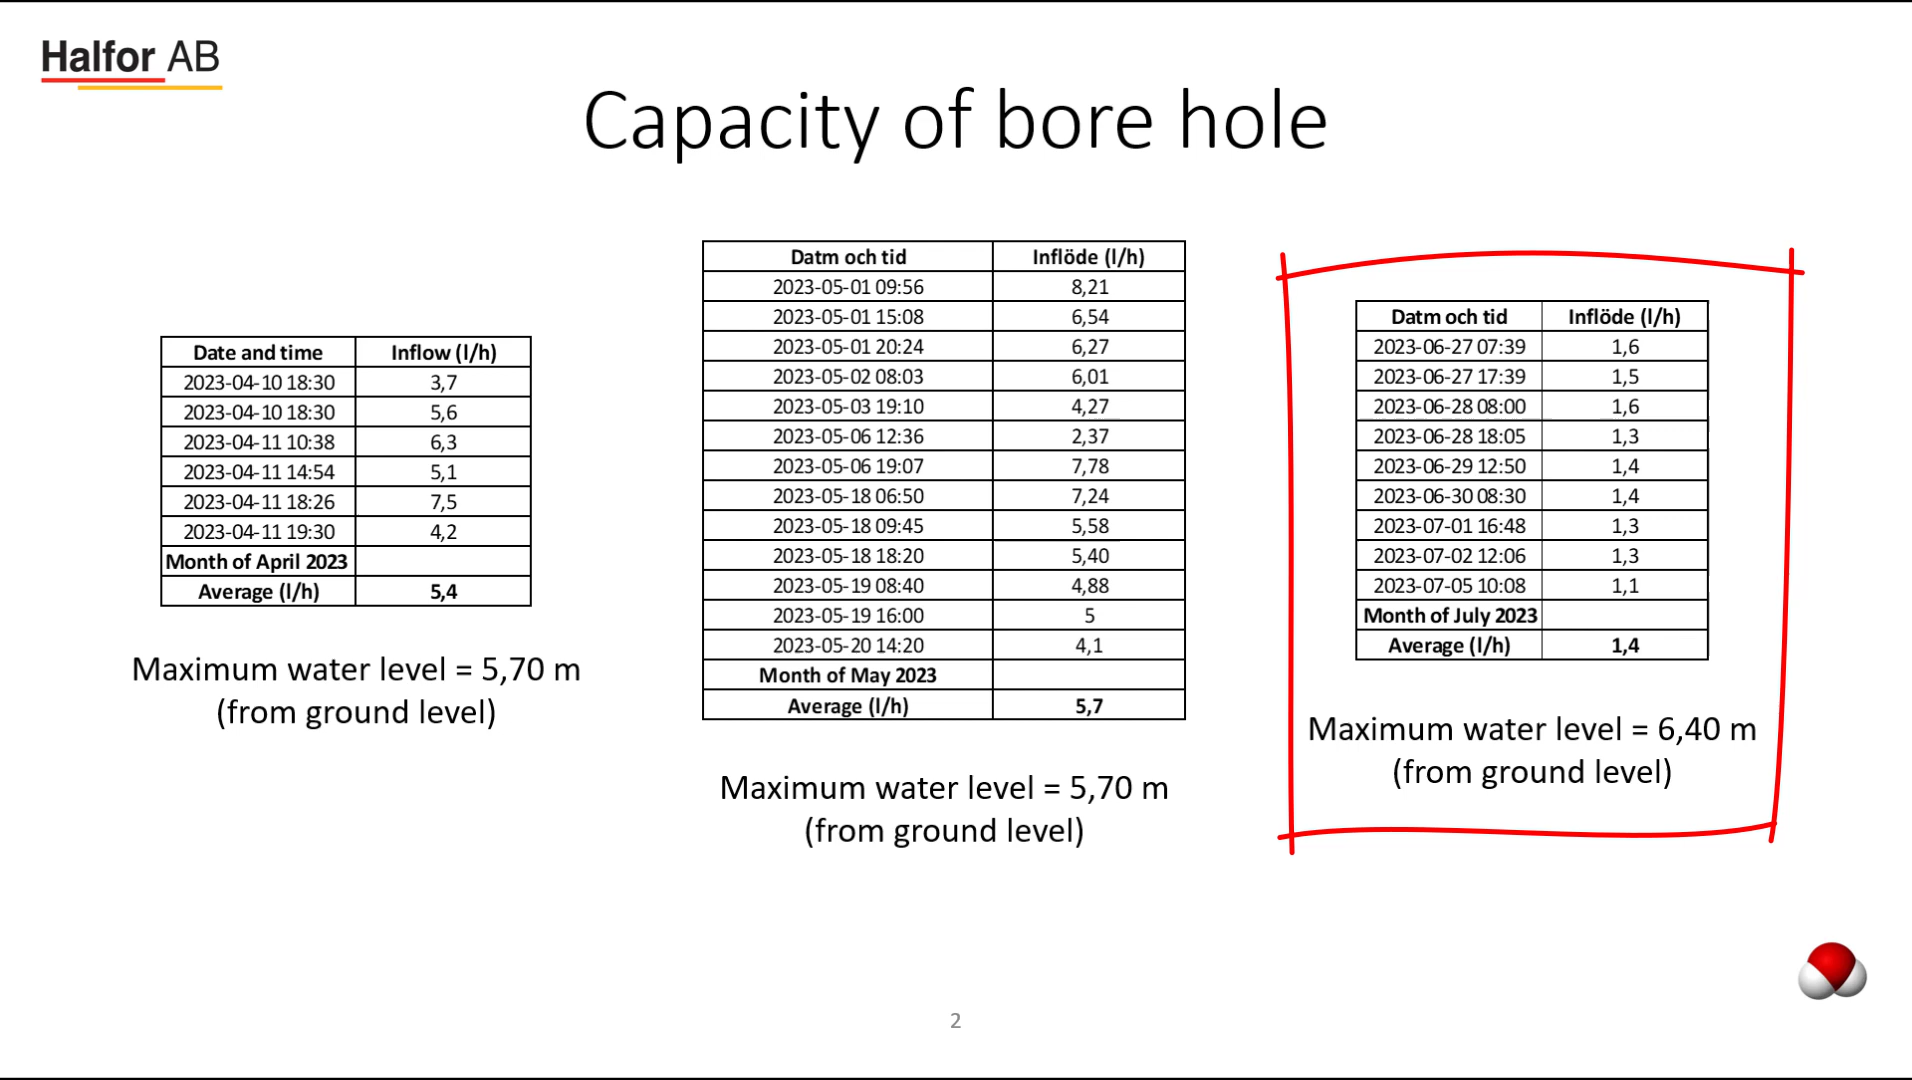 Halfor AB
Capacity of bore hole
Date and time Inflow (l/h)
2023-04-10 18:30 3,7
2023-04-10 18:30 5,6
2023-04-11 10:38 6,3
2023-04-11 14:54 5,1
2023-04-11 18:26 7,5
2023-04-11 19:30 4,2
Month of April 2023
Average (l/h) 5,4
Maximum water level = 5,70 m
(from ground level)
Datm och tid Inflöde (l/h)
2023-05-01 09:56 8,21
2023-05-01 15:08 6,54
2023-05-01 20:24 6,27
2023-05-02 08:03 6,01
2023-05-03 19:10 4,27
2023-05-06 12:36 2,37
2023-05-06 19:07 7,78
2023-05-18 06:50 7,24
2023-05-18 09:45 5,58
2023-05-18 18:20 5,40
2023-05-19 08:40 4,88
2023-05-19 16:00 5
2023-05-20 14:20 4,1
Month of May 2023
Average (l/h) 5,7
Maximum water level = 5,70 m
(from ground level)
Datm och tid Inflöde (l/h)
2023-06-27 07:39 1,6
2023-06-27 17:39 1,5
2023-06-28 08:00 1,6
2023-06-28 18:05 1,3
2023-06-29 12:50 1,4
2023-06-30 08:30 1,4
2023-07-01 16:48 1,3
2023-07-02 12:06 1,3
2023-07-05 10:08 1,1
Month of July 2023
Average (l/h) 1,4
Maximum water level = 6,40 m
(from ground level)
2